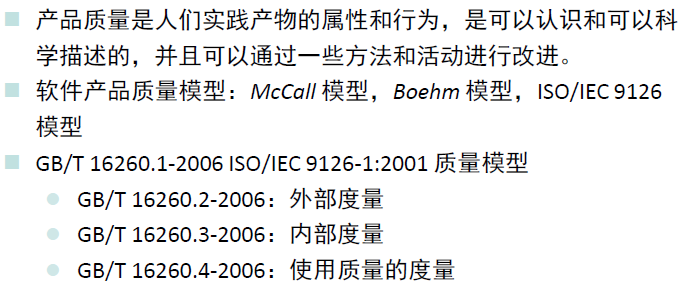 产品质量是人们实践产物的属性和行为，是可以认识和可以科
学描述的，并且可以通过一些方法和活动进行改进。
软件产品质量模型：McCall 模型，Boehm 模型，ISO/IEC 9126
模型
GB/T 16260.1-2006 ISO/IEC 9126-1:2001 质量模型
GB/T 16260.2-2006：外部度量
GB/T 16260.3-2006：内部度量
GB/T 16260.4-2006：使用质量的度量